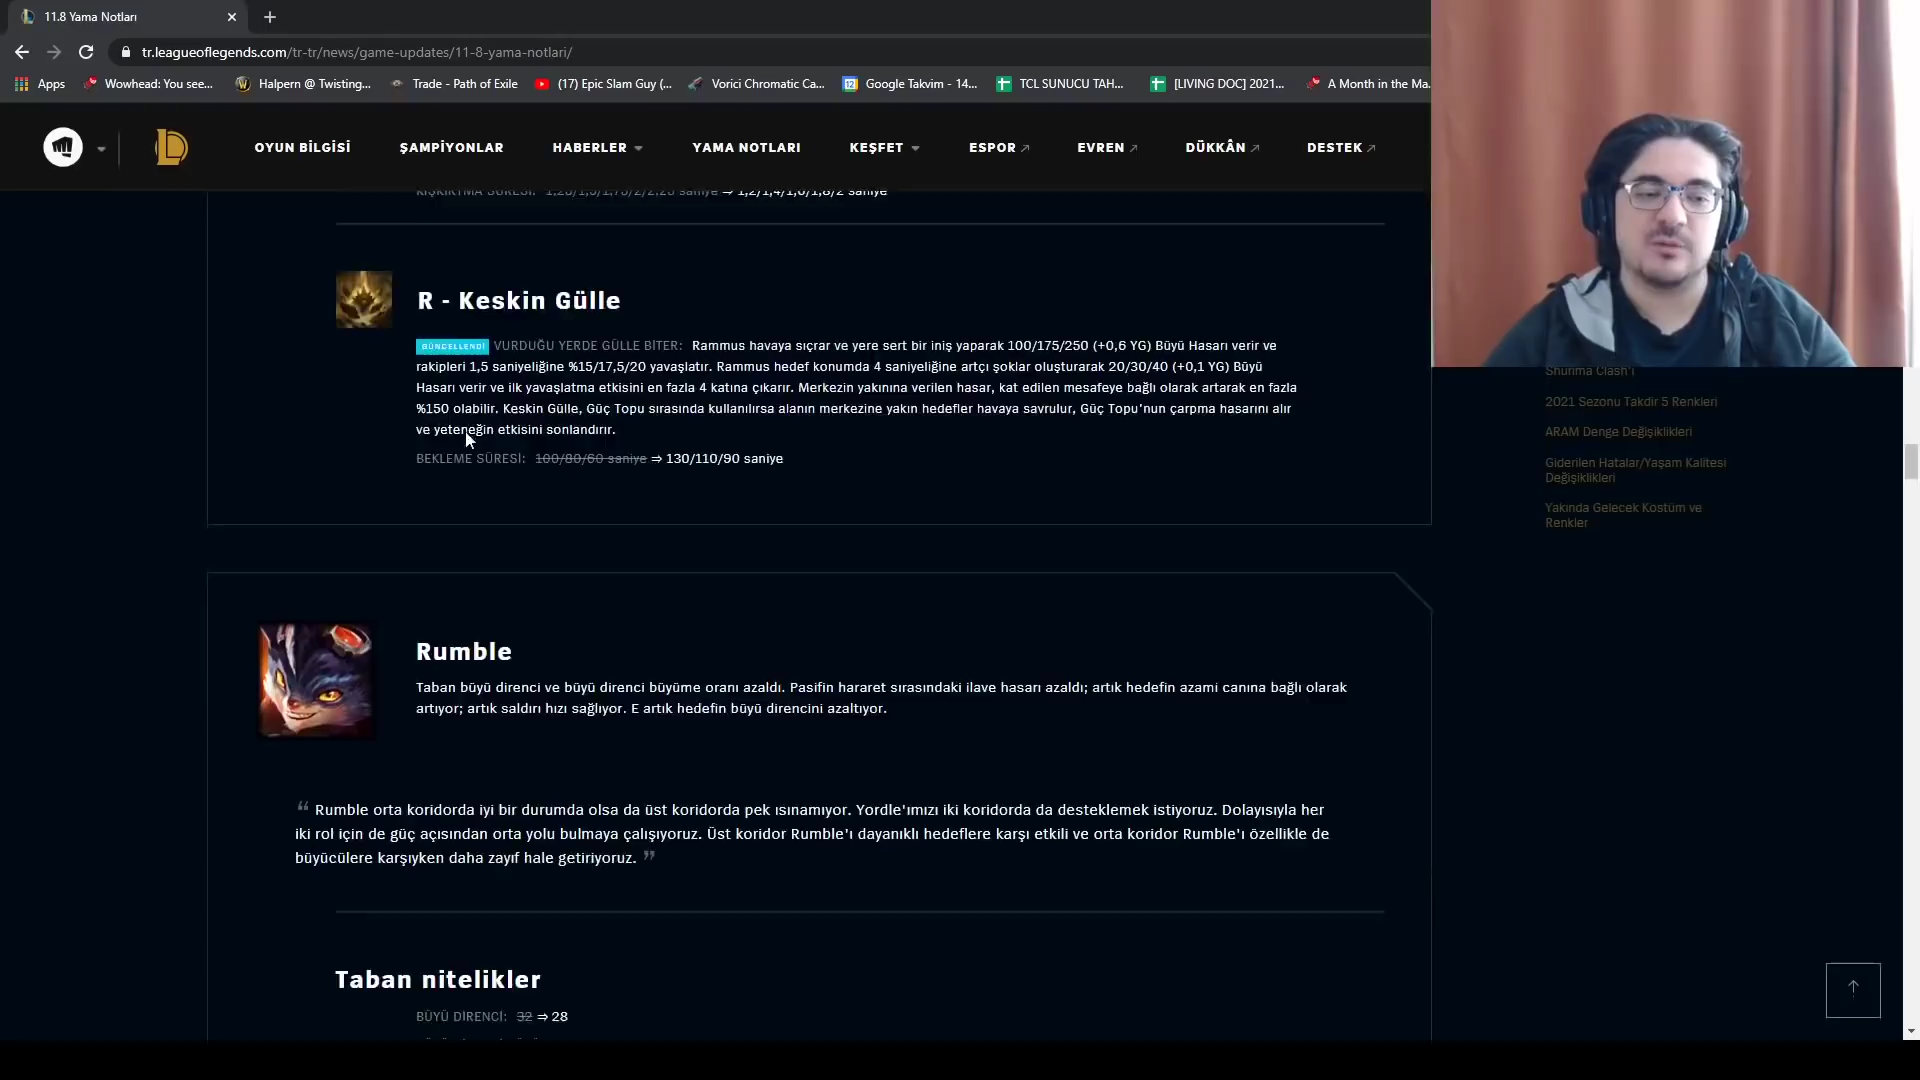 11.8 Yama Notları
tr.leagueoflegends.com/tr-tr/news/game-updates/11-8-yama-notlari/
Apps Wowhead: You see... Halpern @ Twisting... Trade - Path of Exile (17) Epic Slam Guy (... Vorici Chromatic Ca... Google Takvim - 14... TCL SUNUCU TAH... [LIVING DOC] 2021... A Month in the Ma
OYUN BİLGİSİ ŞAMPİYONLAR HABERLER YAMA NOTLARI KEŞFET ESPOR EVREN DÜKKÂN DESTEK
R - Keskin Gülle
GÜNCELLENDİ VURDUĞU YERDE GÜLLE BİTER: Rammus havaya sıçrar ve yere sert bir iniş yaparak 100/175/250 (+0,6 YG) Büyü Hasarı verir ve
rakipleri 1,5 saniyeliğine %15/17,5/20 yavaşlatır. Rammus hedef konumda 4 saniyeliğine artçı şoklar oluşturarak 20/30/40 (+0,1 YG) Büyü
Hasarı verir ve ilk yavaşlatma etkisini en fazla 4 katına çıkarır. Merkezin yakınına verilen hasar, kat edilen mesafeye bağlı olarak artarak en fazla
%150 olabilir. Keskin Gülle, Güç Topu sırasında kullanılırsa alanın merkezine yakın hedefler havaya savrulur, Güç Topu'nun çarpma hasarını alır
ve yeteneğin etkisini sonlandırır.
BEKLEME SÜRESİ: 100/80/60 saniye ⇒ 130/110/90 saniye
Shurima Clash'i
2021 Sezonu Takdir 5 Renkleri
ARAM Denge Değişiklikleri
Giderilen Hatalar/Yaşam Kalitesi
Değişiklikleri
Yakında Gelecek Kostüm ve
Renkler
Rumble
Taban büyü direnci ve büyü direnci büyüme oranı azaldı. Pasifin hararet sırasındaki ilave hasarı azaldı; artık hedefin azami canına bağlı olarak
artıyor; artık saldırı hızı sağlıyor. E artık hedefin büyü direncini azaltıyor.
“ Rumble orta koridorda iyi bir durumda olsa da üst koridorda pek ısınamıyor. Yordle'ımızı iki koridorda da desteklemek istiyoruz. Dolayısıyla her
iki rol için de güç açısından orta yolu bulmaya çalışıyoruz. Üst koridor Rumble'ı dayanıklı hedeflere karşı etkili ve orta koridor Rumble'ı özellikle de
büyücülere karşıyken daha zayıf hale getiriyoruz. ”
Taban nitelikler
BÜYÜ DİRENCİ: 32 ⇒ 28